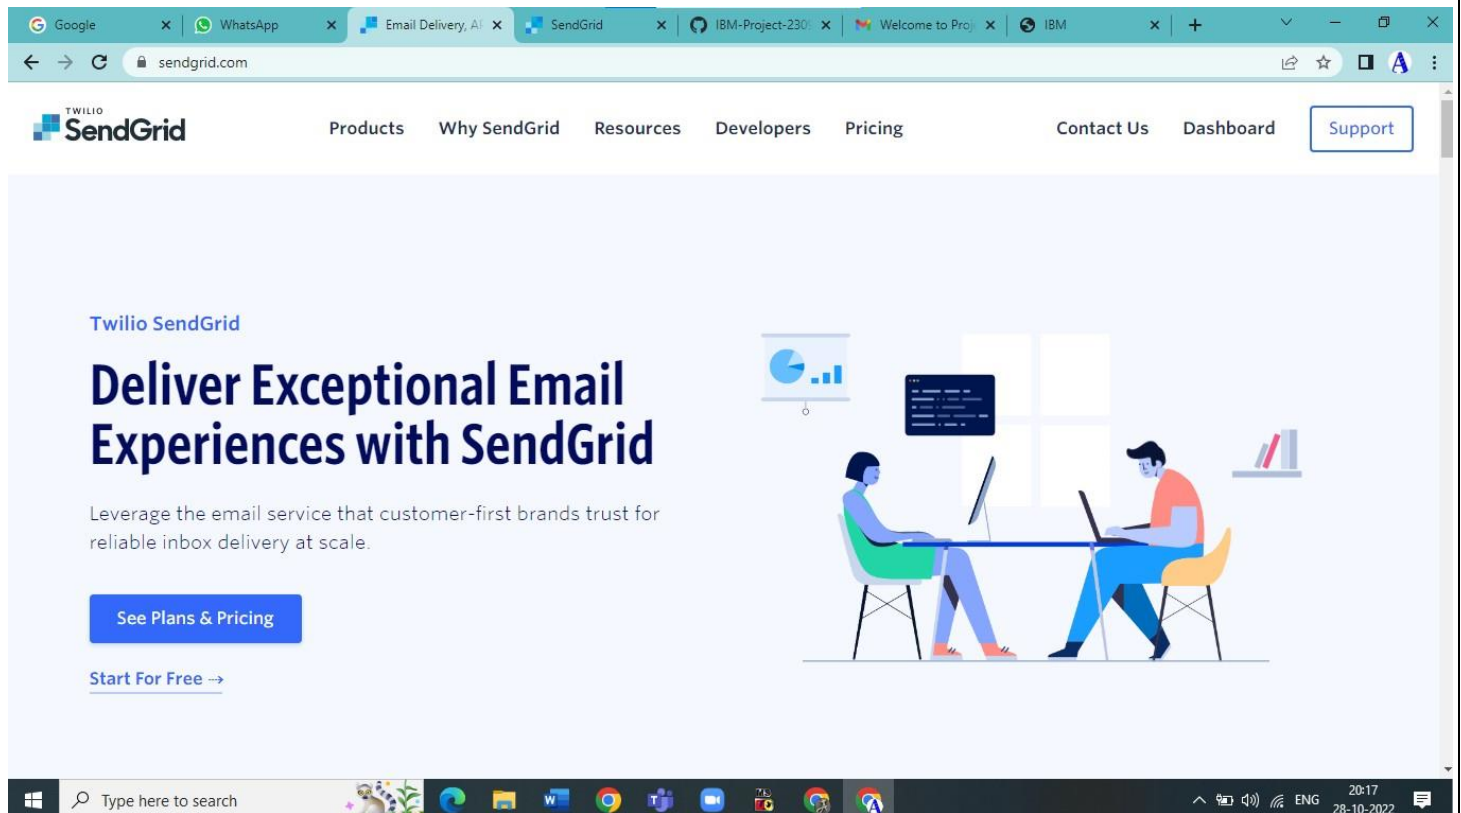 Google
WhatsApp
Email Delivery, AP
SendGrid
IBM-Project-2309
Welcome to Proj
IBM
sendgrid.com
TWILIO
SendGrid
Products
Why SendGrid
Resources
Developers
Pricing
Contact Us
Dashboard
Support
Twilio SendGrid
Deliver Exceptional Email
Experiences with SendGrid
Leverage the email service that customer-first brands trust for
reliable inbox delivery at scale.
See Plans & Pricing
Start For Free →
Type here to search
ENG
20:17
28-10-2022